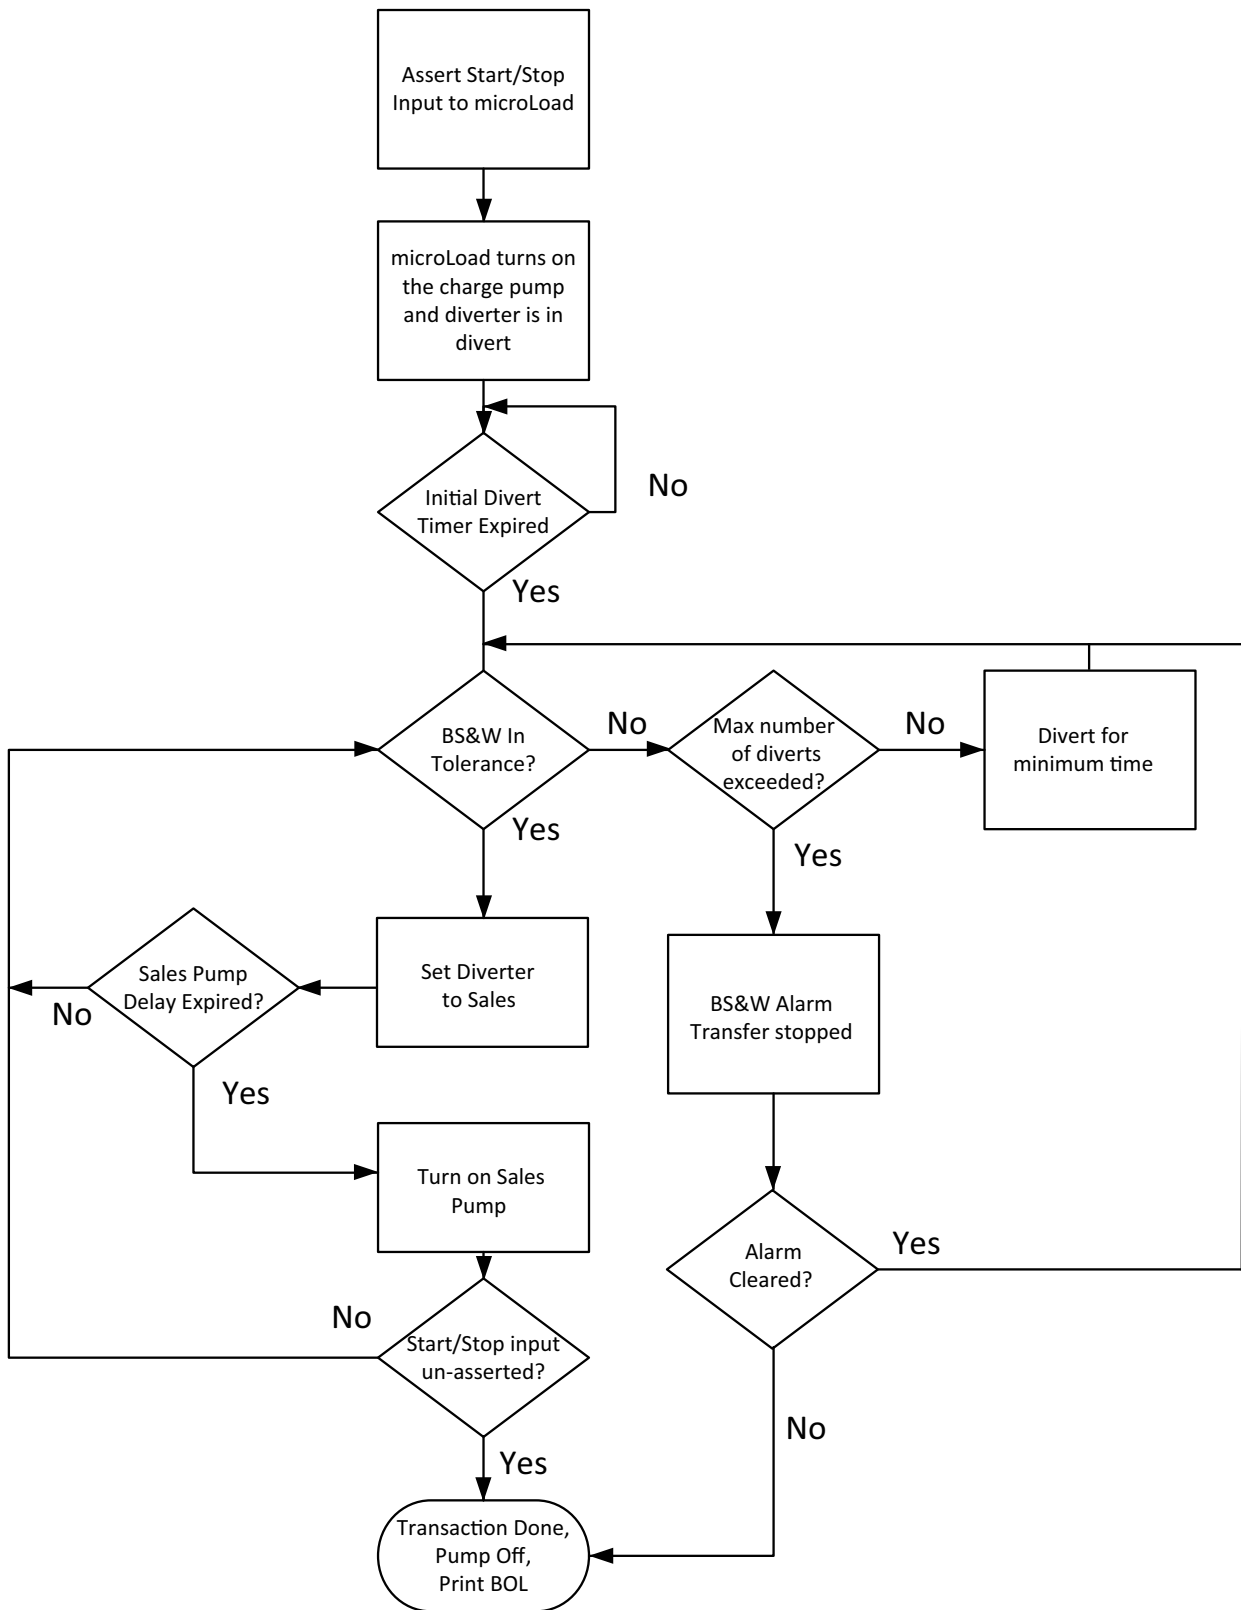 Assert Start/Stop
Input to microLoad
microLoad turns on
the charge pump
and diverter is in
divert
Initial Divert
Timer Expired
No
Yes
BS&W In
Tolerance?
No
Max number
of diverts
exceeded?
No
Divert for
minimum time
Yes
Yes
Sales Pump
Delay Expired?
No
Set Diverter
to Sales
BS&W Alarm
Transfer stopped
Yes
Turn on Sales
Pump
Alarm
Cleared?
Yes
No
Start/Stop input
un-asserted?
No
Yes
Transaction Done,
Pump Off,
Print BOL